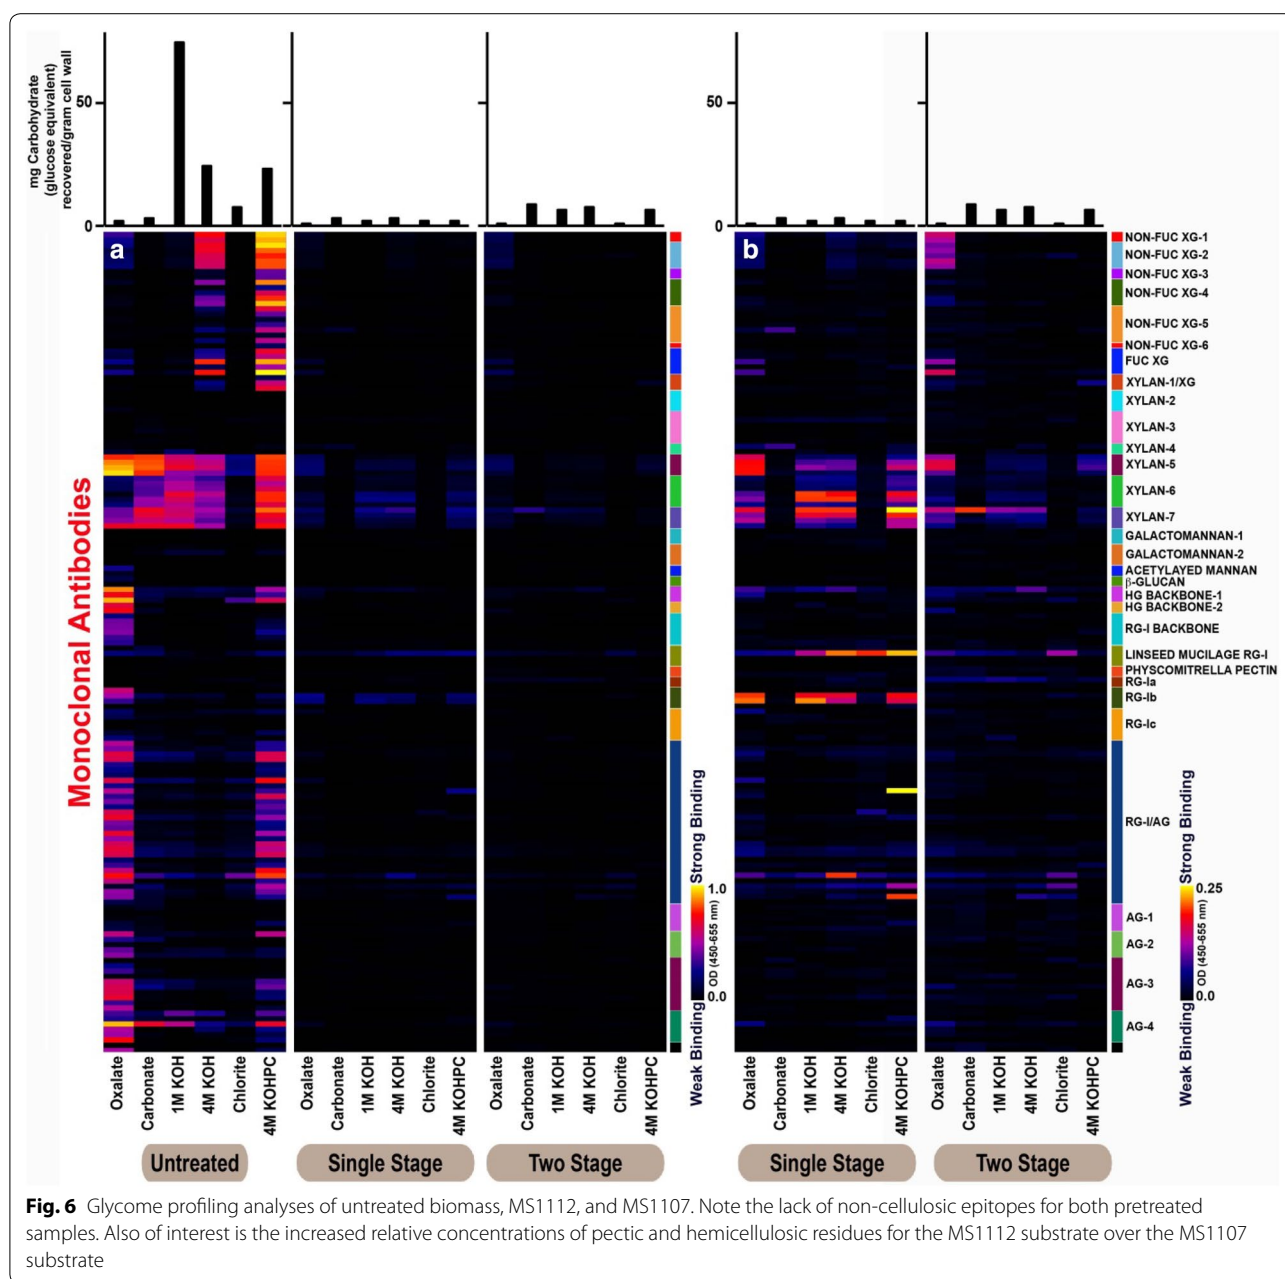 mg Carbohydrate
(glucose equivalent)
recovered/gram cell wall
50
0
50
0
a
b
Monoclonal Antibodies
NON-FUC XG-1
NON-FUC XG-2
NON-FUC XG-3
NON-FUC XG-4
NON-FUC XG-5
NON-FUC XG-6
FUC XG
XYLAN-1/XG
XYLAN-2
XYLAN-3
XYLAN-4
XYLAN-5
XYLAN-6
XYLAN-7
GALACTOMANNAN-1
GALACTOMANNAN-2
ACETYLAYED MANNAN
β-GLUCAN
HG BACKBONE-1
HG BACKBONE-2
RG-I BACKBONE
LINSEED MUCILAGE RG-I
PHYSCOMITRELLA PECTIN
RG-Ia
RG-Ib
RG-Ic
RG-I/AG
AG-1
AG-2
AG-3
AG-4
Weak Binding
Strong Binding
OD (450-655 nm)
1.0
0.0
Weak Binding
Strong Binding
OD (450-655 nm)
0.25
0.0
Oxalate
Carbonate
1M KOH
4M KOH
Chlorite
4M KOHPC
Oxalate
Carbonate
1M KOH
4M KOH
Chlorite
4M KOHPC
Oxalate
Carbonate
1M KOH
4M KOH
Chlorite
4M KOHPC
Oxalate
Carbonate
1M KOH
4M KOH
Chlorite
4M KOHPC
Oxalate
Carbonate
1M KOH
4M KOH
Chlorite
4M KOHPC
Untreated
Single Stage
Two Stage
Single Stage
Two Stage
Fig. 6 Glycome profiling analyses of untreated biomass, MS1112, and MS1107. Note the lack of non-cellulosic epitopes for both pretreated
samples. Also of interest is the increased relative concentrations of pectic and hemicellulosic residues for the MS1112 substrate over the MS1107
substrate